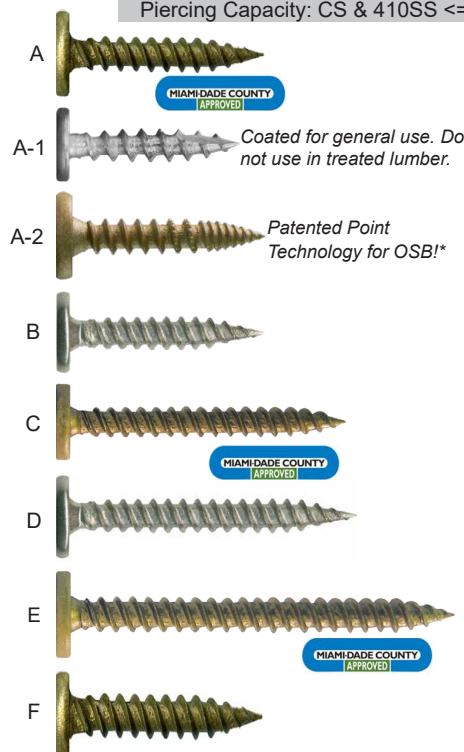 Piercing Capacity: CS & 410SS <=
A
MIAMI-DADE COUNTY
APPROVED
A-1
Coated for general use. Do
not use in treated lumber.
A-2
Patented Point
Technology for OSB!*
B
C
MIAMI-DADE COUNTY
APPROVED
D
E
MIAMI-DADE COUNTY
APPROVED
F